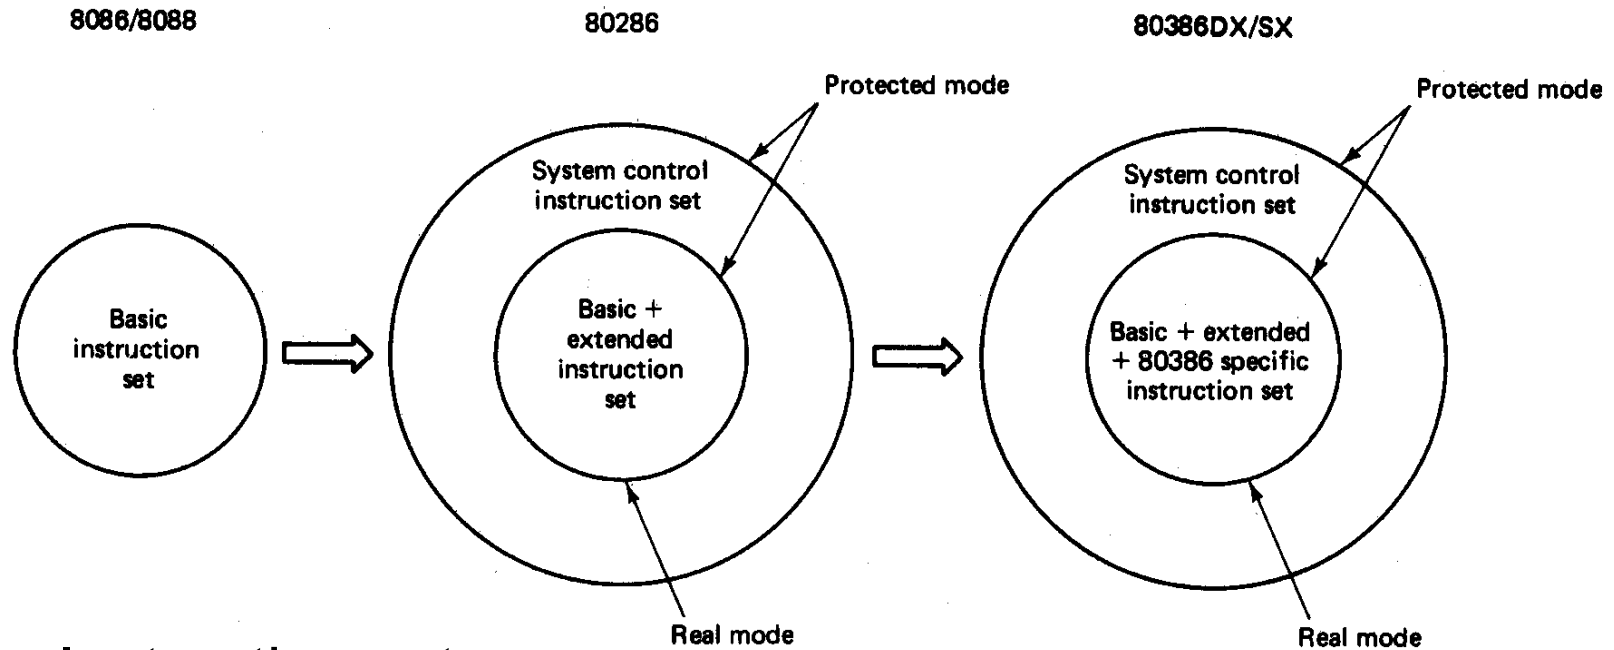 8086/8088
80286
80386DX/SX
Protected mode
Protected mode
System control
instruction set
System control
instruction set
Basic
instruction
set
Basic +
extended
instruction
set
Basic + extended
+ 80386 specific
instruction set
Real mode
Real mode